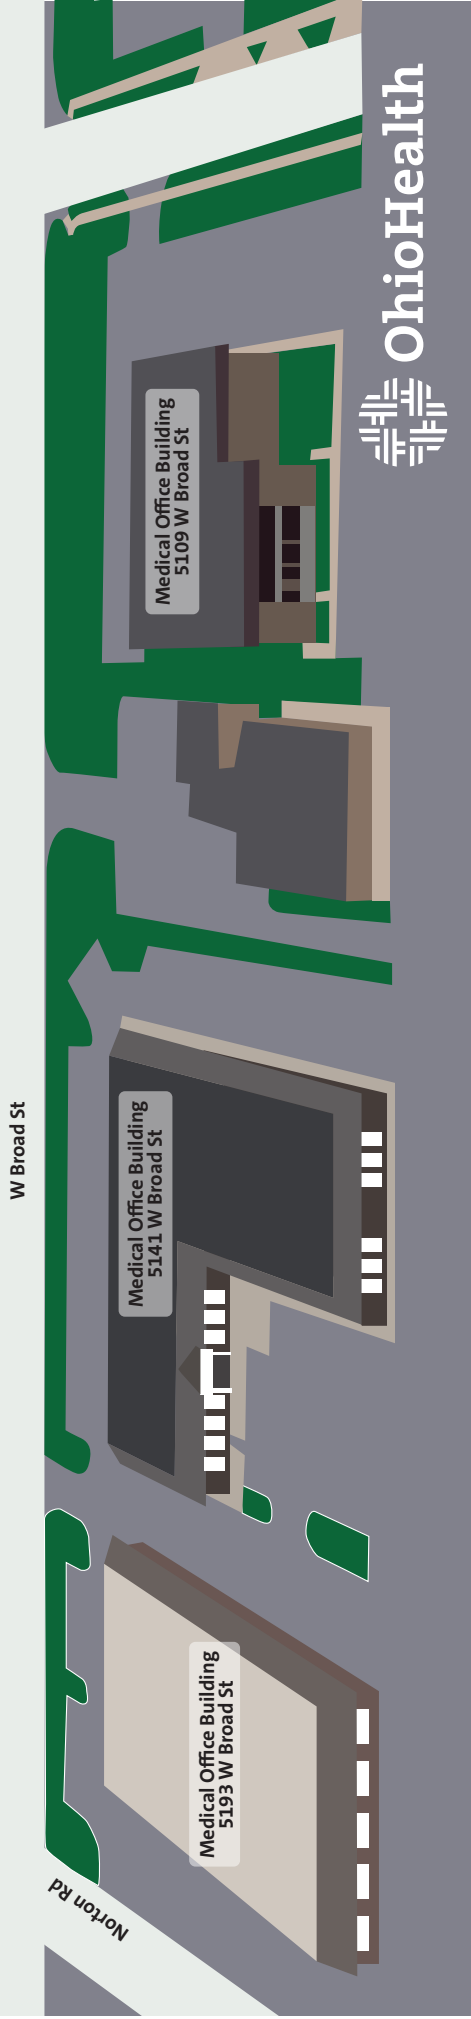 OhioHealth
Medical Office Building
5109 W Broad St
W Broad St
Medical Office Building
5141 W Broad St
Medical Office Building
5193 W Broad St
Norton Rd